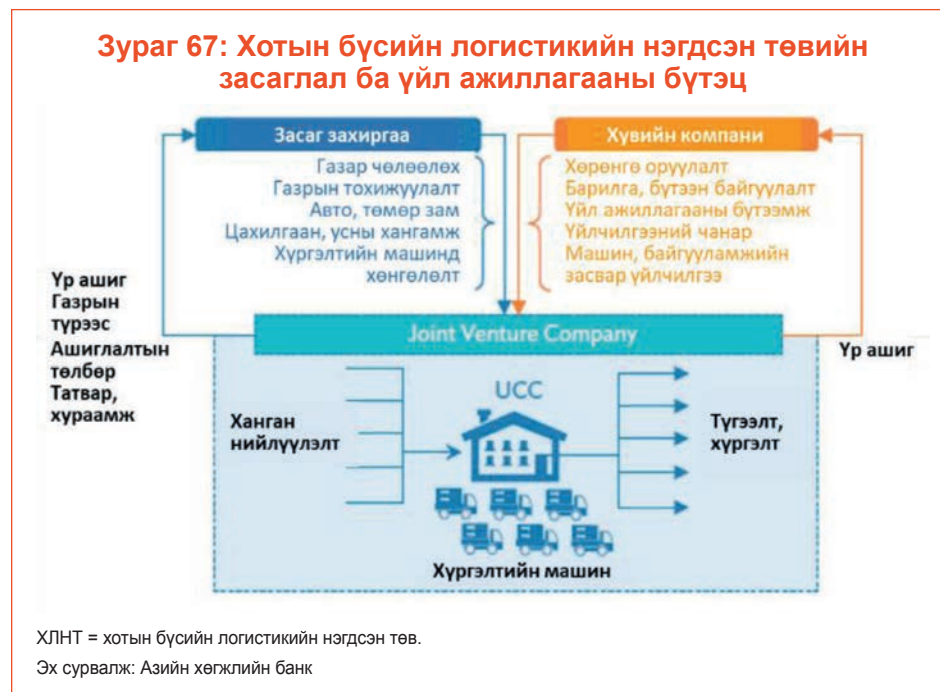 Зураг 67: Хотын бүсийн логистикийн нэгдсэн төвийн
засаглал ба үйл ажиллагааны бүтэц
Засаг захиргаа
Газар чөлөөлөх
Газрын тохижуулалт
Авто, төмөр зам
Цахилгаан, усны хангамж
Хүргэлтийн машинд
хөнгөлөлт
Хувийн компани
Хөрөнгө оруулалт
Барилга, бүтээн байгуулалт
Үйл ажиллагааны бүтээмж
Үйлчилгээний чанар
Машин, байгууламжийн
засвар үйлчилгээ
Үр ашиг
Газрын
түрээс
Ашиглалтын
төлбөр
Татвар,
хураамж
Joint Venture Company
Үр ашиг
UCC
Ханган
нийлүүлэлт
Түгээлт,
хүргэлт
Хүргэлтийн машин
ХЛНТ = хотын бүсийн логистикийн нэгдсэн төв.
Эх сурвалж: Азийн хөгжлийн банк